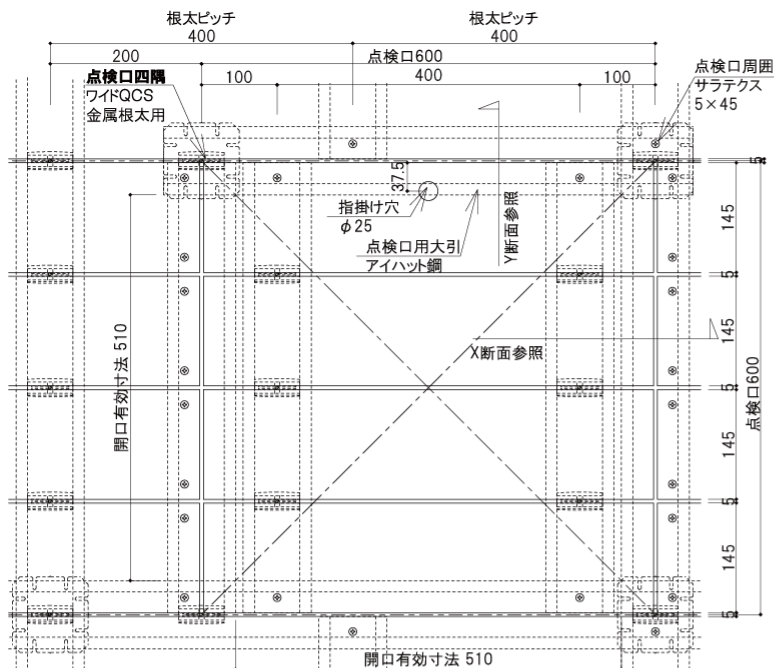 根太ピッチ
400
根太ピッチ
400
200
点検口600
100
400
100
点検口四隅
ワイドQCS
金属根太用
点検口周囲
サラテクス
5×45
37.5
指掛け穴
φ25
点検口用大引
アイハット鋼
Y断面参照
X断面参照
開口有効寸法 510
5
145
5
145
5
145
5
145
5
点検口600
開口有効寸法 510